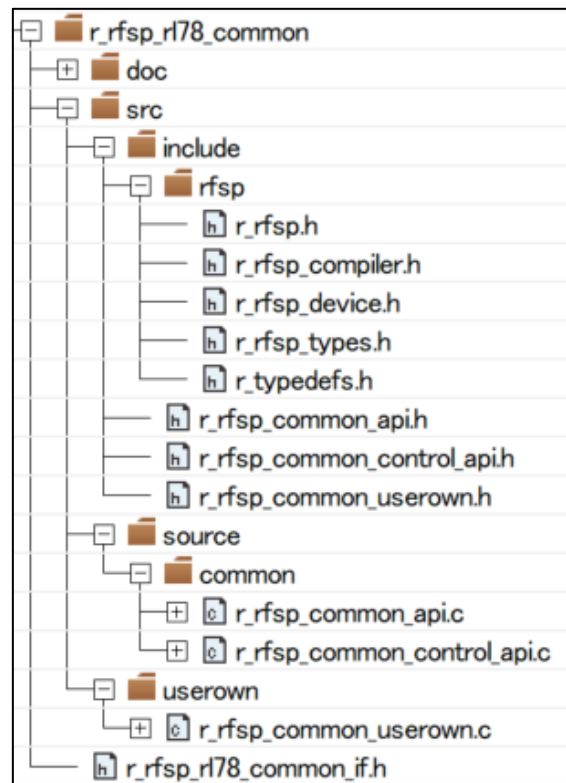 r_rfsp_rl78_common
doc
src
include
rfsp
r_rfsp.h
r_rfsp_compiler.h
r_rfsp_device.h
r_rfsp_types.h
r_typedefs.h
r_rfsp_common_api.h
r_rfsp_common_control_api.h
r_rfsp_common_userown.h
source
common
r_rfsp_common_api.c
r_rfsp_common_control_api.c
userown
r_rfsp_common_userown.c
r_rfsp_rl78_common_if.h